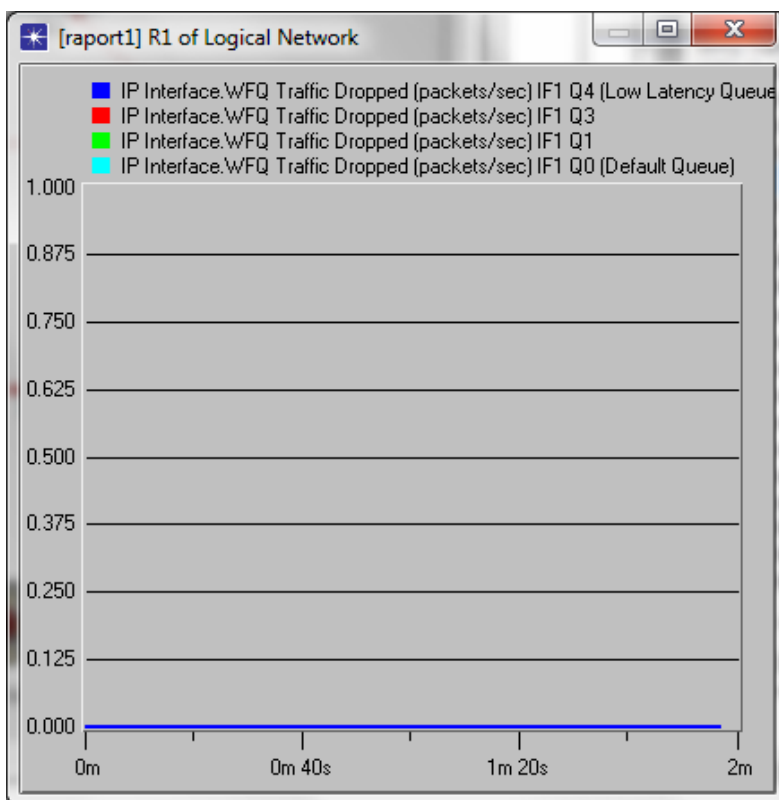 [raport1] R1 of Logical Network
IP Interface.WFQ Traffic Dropped (packets/sec) IF1 Q4 (Low Latency Queue
IP Interface.WFQ Traffic Dropped (packets/sec) IF1 Q3
IP Interface.WFQ Traffic Dropped (packets/sec) IF1 Q1
IP Interface.WFQ Traffic Dropped (packets/sec) IF1 Q0 (Default Queue)
1.000
0.875
0.750
0.625
0.500
0.375
0.250
0.125
0.000
0m 0m 40s 1m 20s 2m